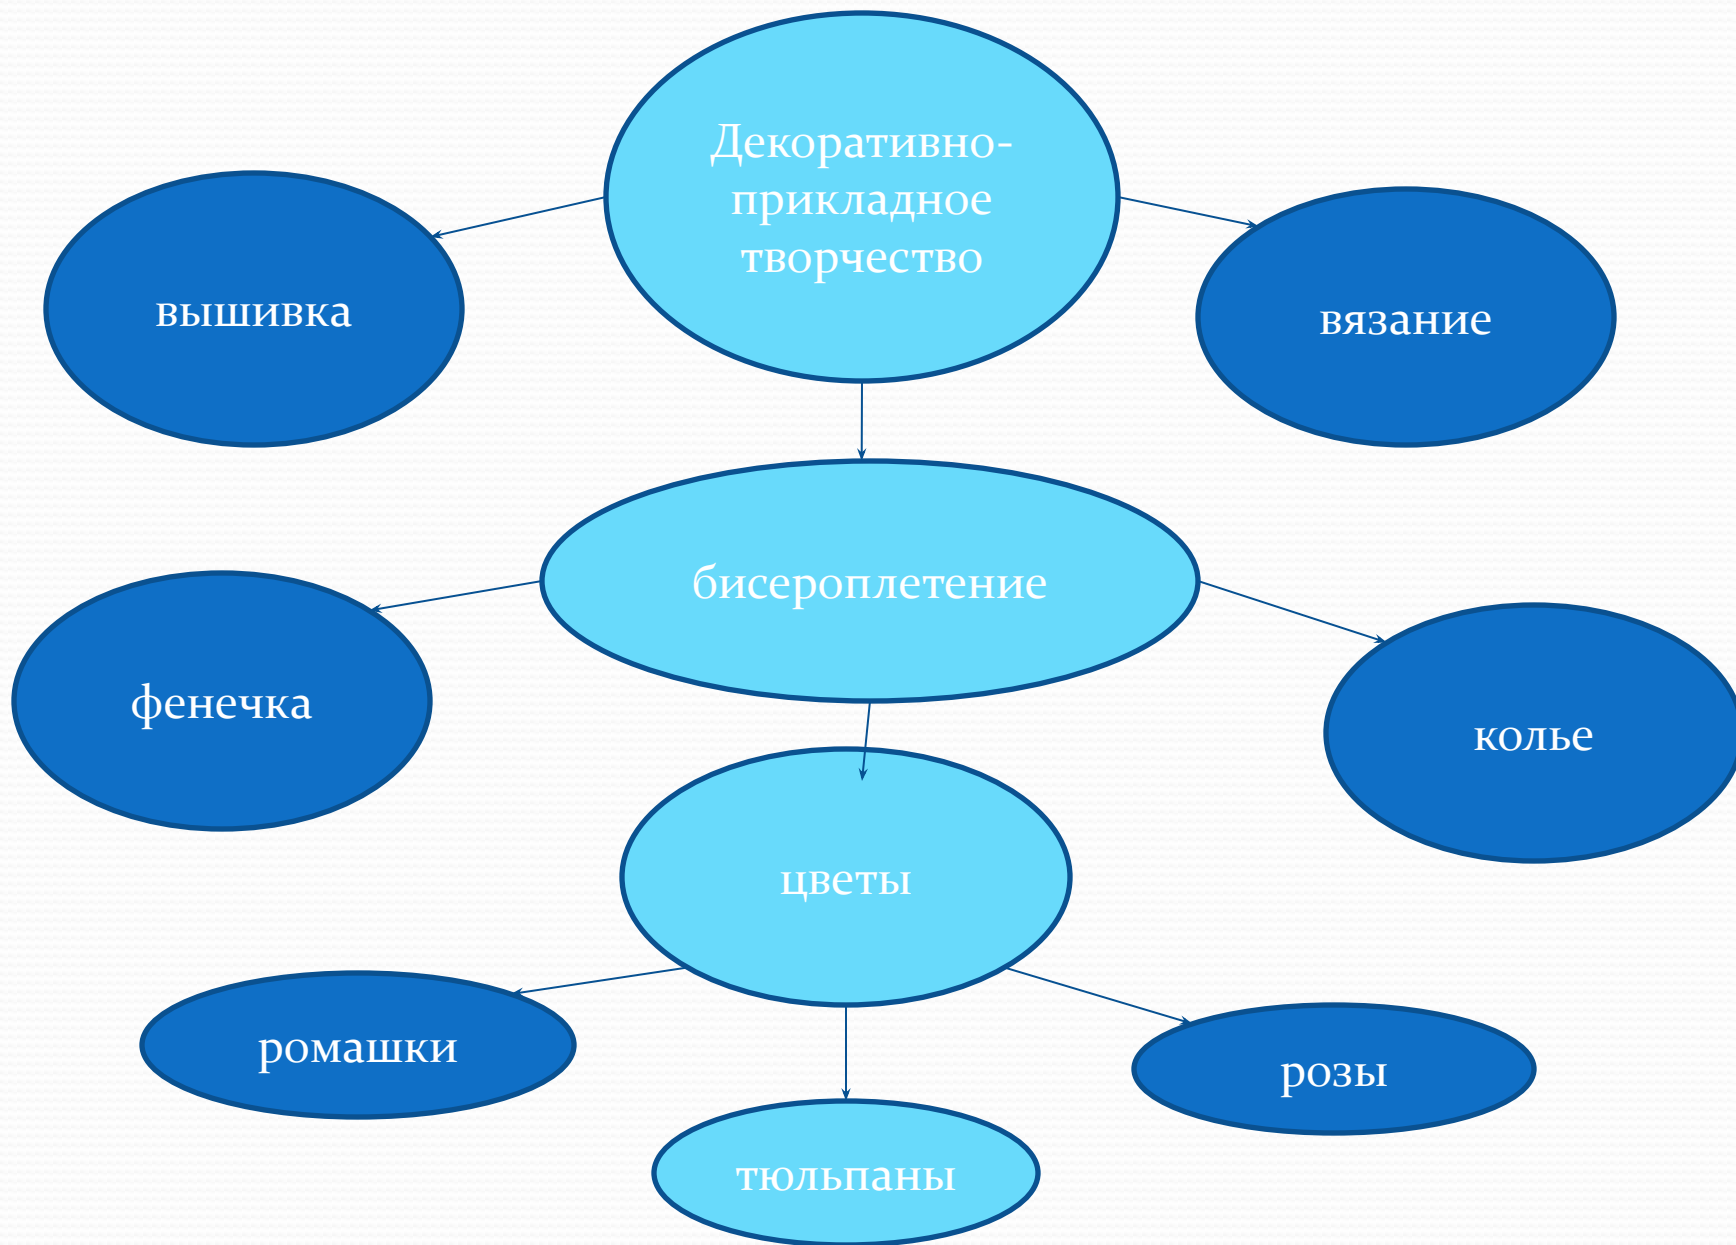 Декоративно-
прикладное
творчество
вышивка
вязание
бисероплетение
фенечка
колье
цветы
ромашки
розы
тюльпаны